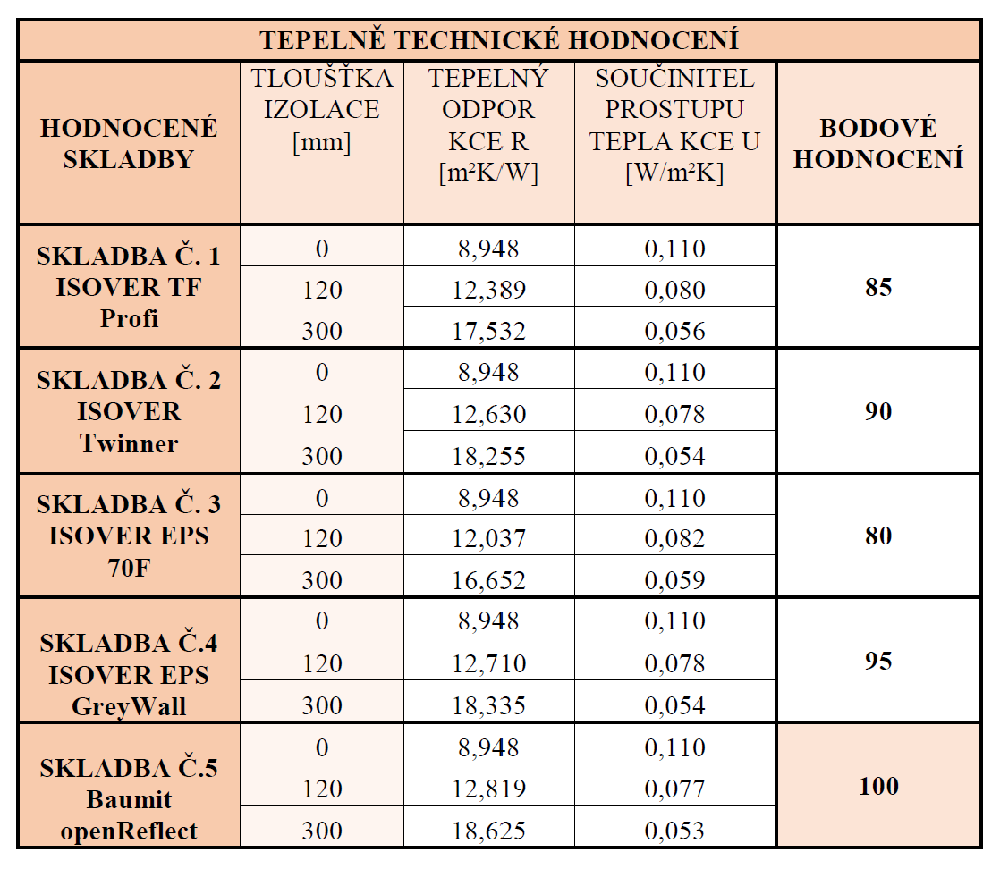 TEPELNĚ TECHNICKÉ HODNOCENÍ
HODNOCENÉ
SKLADBY
TLOUŠŤKA
IZOLACE
[mm]
TEPELNÝ
ODPOR
KCE R
[m²K/W]
SOUČINITEL
PROSTUPU
TEPLA KCE U
[W/m²K]
BODOVÉ
HODNOCENÍ
SKLADBA Č. 1
ISOVER TF
Profi
0 8,948 0,110
120 12,389 0,080
300 17,532 0,056
85
SKLADBA Č. 2
ISOVER
Twinner
0 8,948 0,110
120 12,630 0,078
300 18,255 0,054
90
SKLADBA Č. 3
ISOVER EPS
70F
0 8,948 0,110
120 12,037 0,082
300 16,652 0,059
80
SKLADBA Č.4
ISOVER EPS
GreyWall
0 8,948 0,110
120 12,710 0,078
300 18,335 0,054
95
SKLADBA Č.5
Baumit
openReflect
0 8,948 0,110
120 12,819 0,077
300 18,625 0,053
100